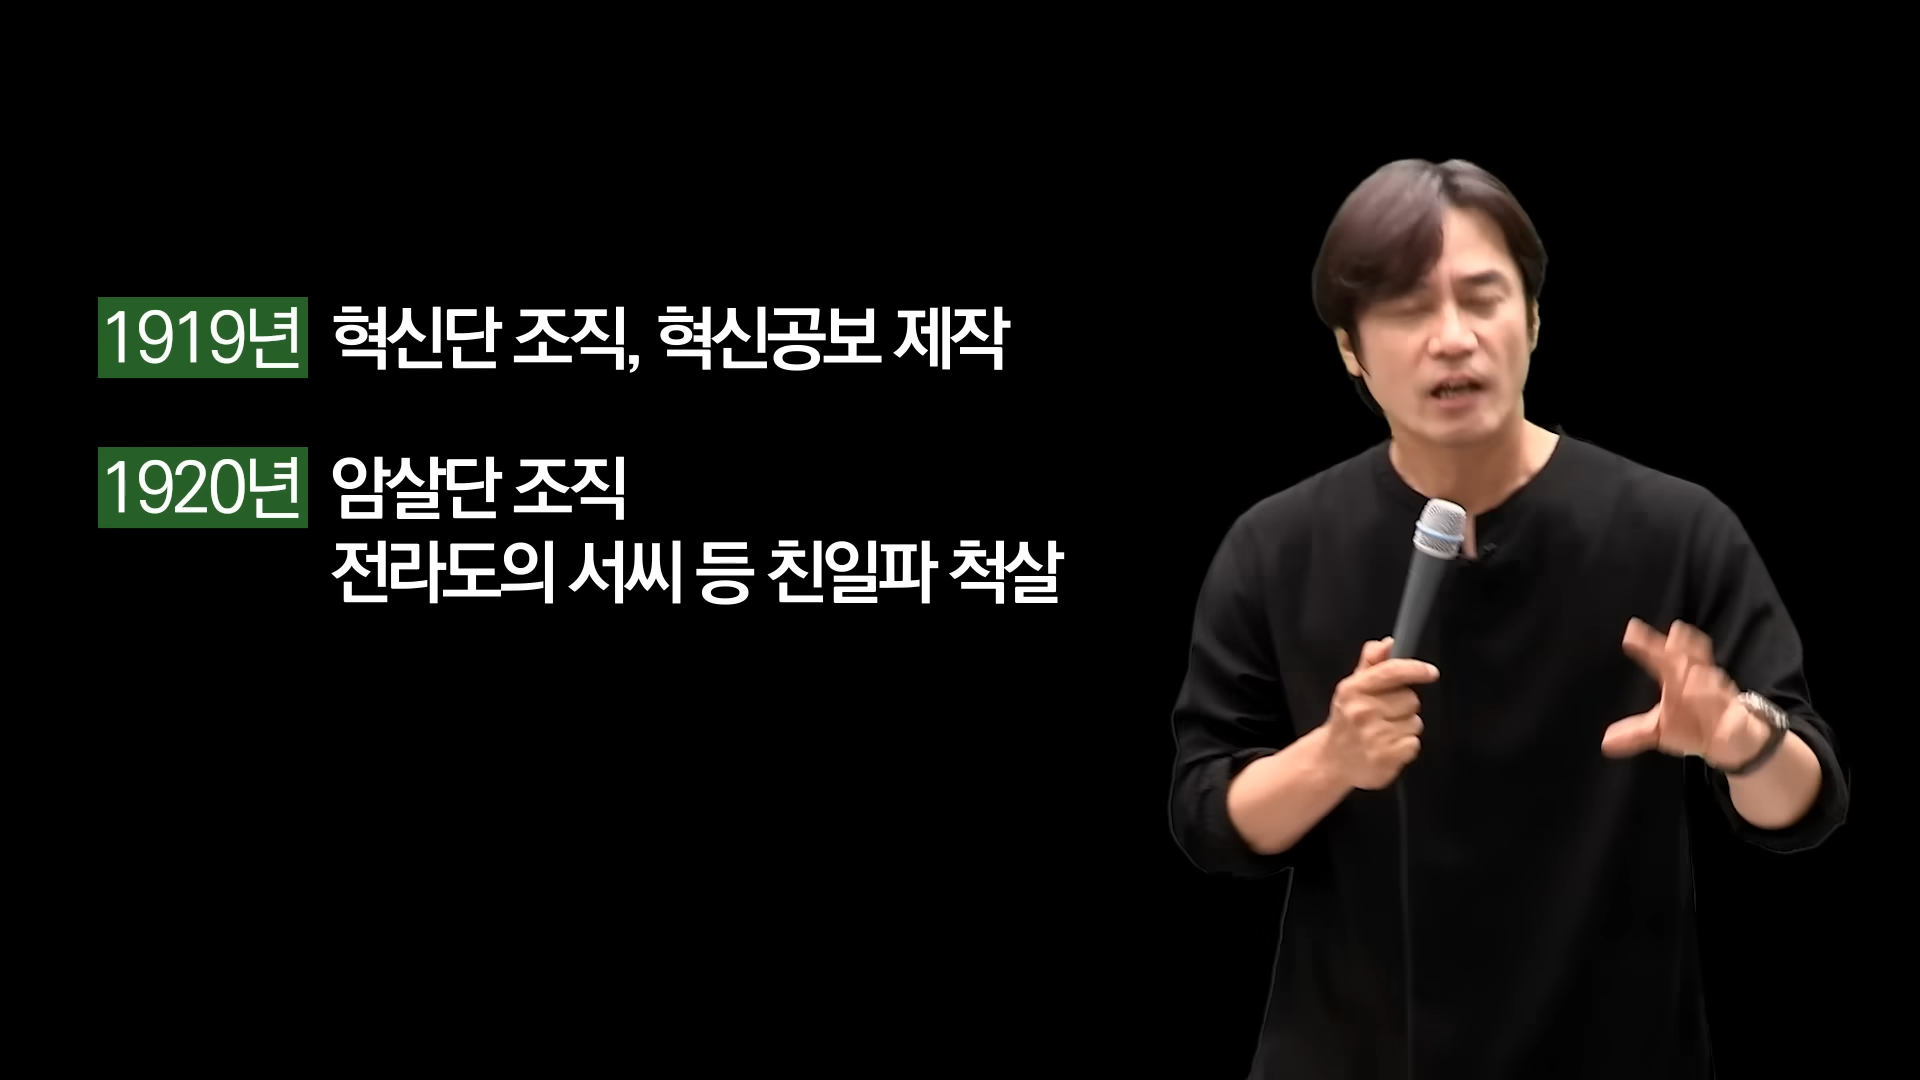 1919년 혁신단 조직, 혁신공보 제작
1920년 암살단 조직
전라도의 서씨 등 친일파 척살